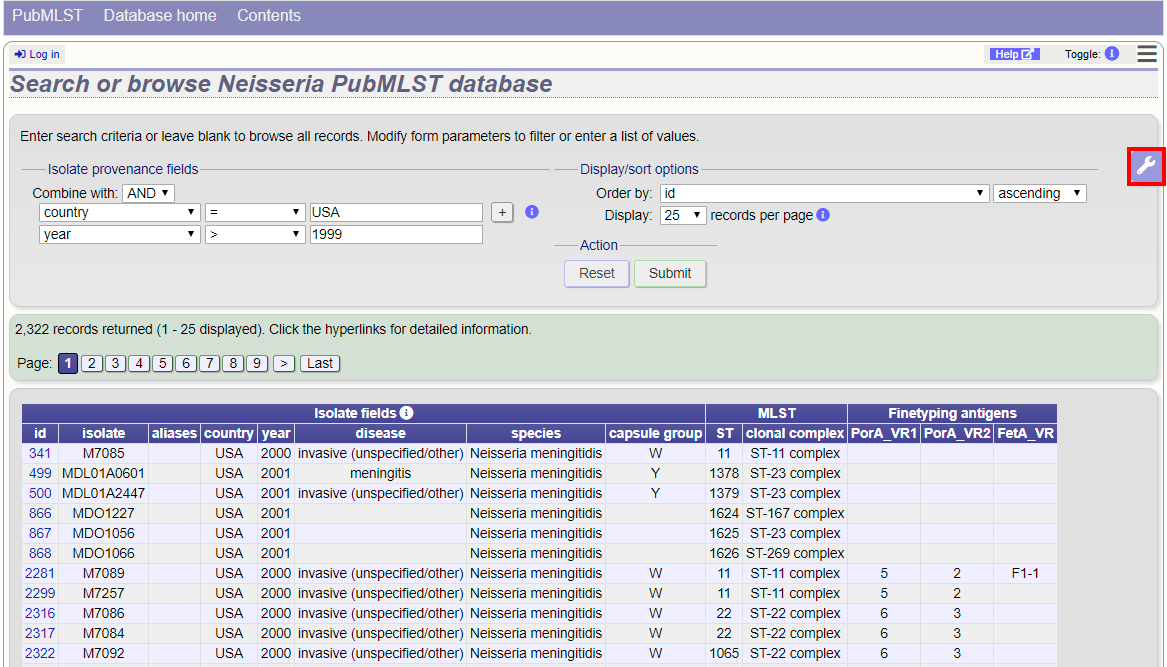 PubMLST Database home Contents
Log in Help Toggle: i
Search or browse Neisseria PubMLST database
Enter search criteria or leave blank to browse all records. Modify form parameters to filter or enter a list of values.
Isolate provenance fields Display/sort options
Combine with: AND Order by: id ascending
country = USA + i Display: 25 records per page i
year > 1999
Action
Reset Submit
2,322 records returned (1 - 25 displayed). Click the hyperlinks for detailed information.
Page: 1 2 3 4 5 6 7 8 9 > Last
Isolate fields i MLST Finetyping antigens
id isolate aliases country year disease species capsule group ST clonal complex PorA_VR1 PorA_VR2 FetA_VR
341 M7085 USA 2000 invasive (unspecified/other) Neisseria meningitidis W 11 ST-11 complex
499 MDL01A0601 USA 2001 meningitis Neisseria meningitidis Y 1378 ST-23 complex
500 MDL01A2447 USA 2001 invasive (unspecified/other) Neisseria meningitidis Y 1379 ST-23 complex
866 MDO1227 USA 2001 Neisseria meningitidis 1624 ST-167 complex
867 MDO1056 USA 2001 Neisseria meningitidis 1625 ST-23 complex
868 MDO1066 USA 2001 Neisseria meningitidis 1626 ST-269 complex
2281 M7089 USA 2000 invasive (unspecified/other) Neisseria meningitidis W 11 ST-11 complex 5 2 F1-1
2299 M7257 USA 2000 invasive (unspecified/other) Neisseria meningitidis W 11 ST-11 complex 5 2
2316 M7086 USA 2000 invasive (unspecified/other) Neisseria meningitidis W 22 ST-22 complex 6 3
2317 M7084 USA 2000 invasive (unspecified/other) Neisseria meningitidis W 22 ST-22 complex 6 3
2322 M7092 USA 2000 invasive (unspecified/other) Neisseria meningitidis W 1065 ST-22 complex 6 3